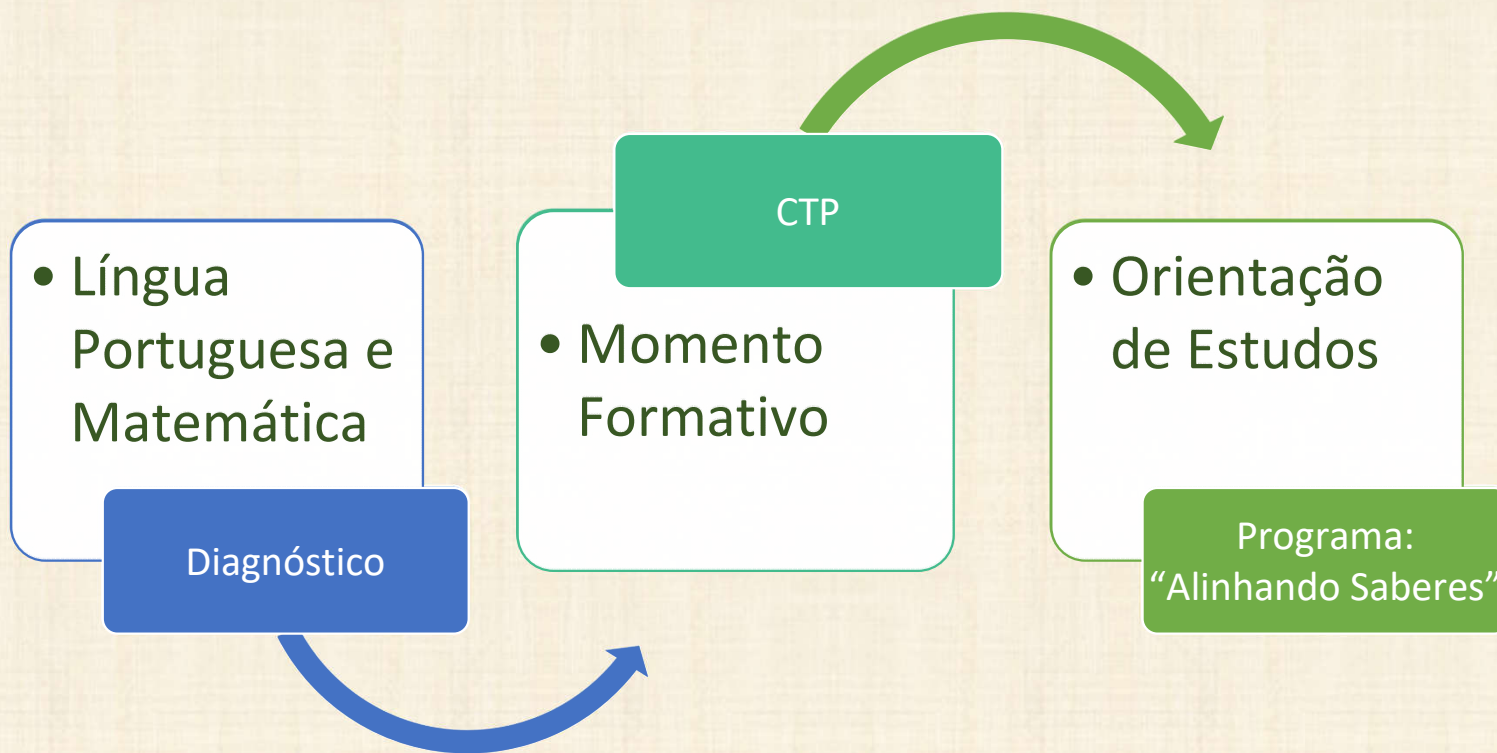 • Língua
Portuguesa e
Matemática
Diagnóstico
CTP
• Momento
Formativo
• Orientação
de Estudos
Programa:
“Alinhando Saberes”